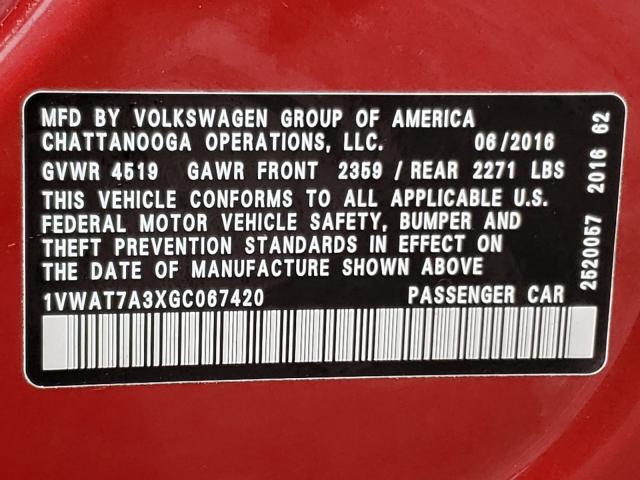 MFD BY VOLKSWAGEN GROUP OF AMERICA
CHATTANOOGA OPERATIONS, LLC. 06/2016
GVWR 4519 GAWR FRONT 2359 / REAR 2271 LBS
THIS VEHICLE CONFORMS TO ALL APPLICABLE U.S.
FEDERAL MOTOR VEHICLE SAFETY, BUMPER AND
THEFT PREVENTION STANDARDS IN EFFECT ON
THE DATE OF MANUFACTURE SHOWN ABOVE
1VWAT7A3XGC067420 PASSENGER CAR
2520057 2016 62